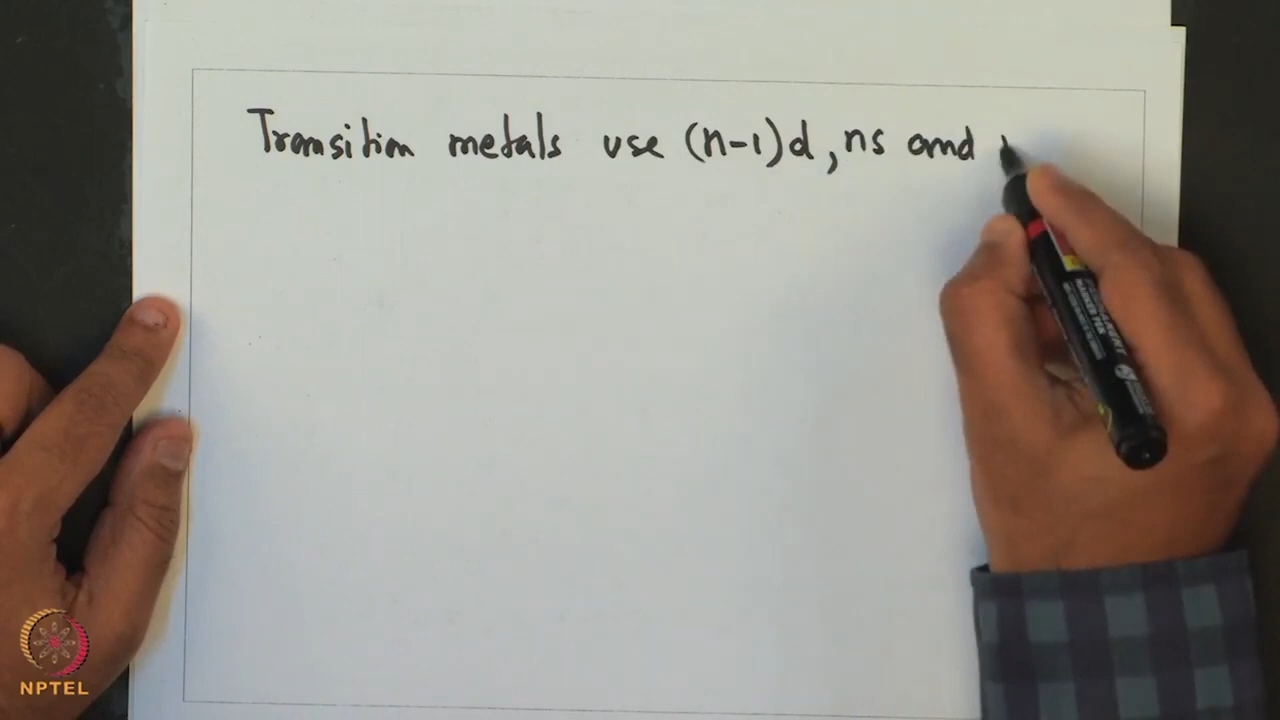 Transition metals use (n-1)d, ns and
NPTEL